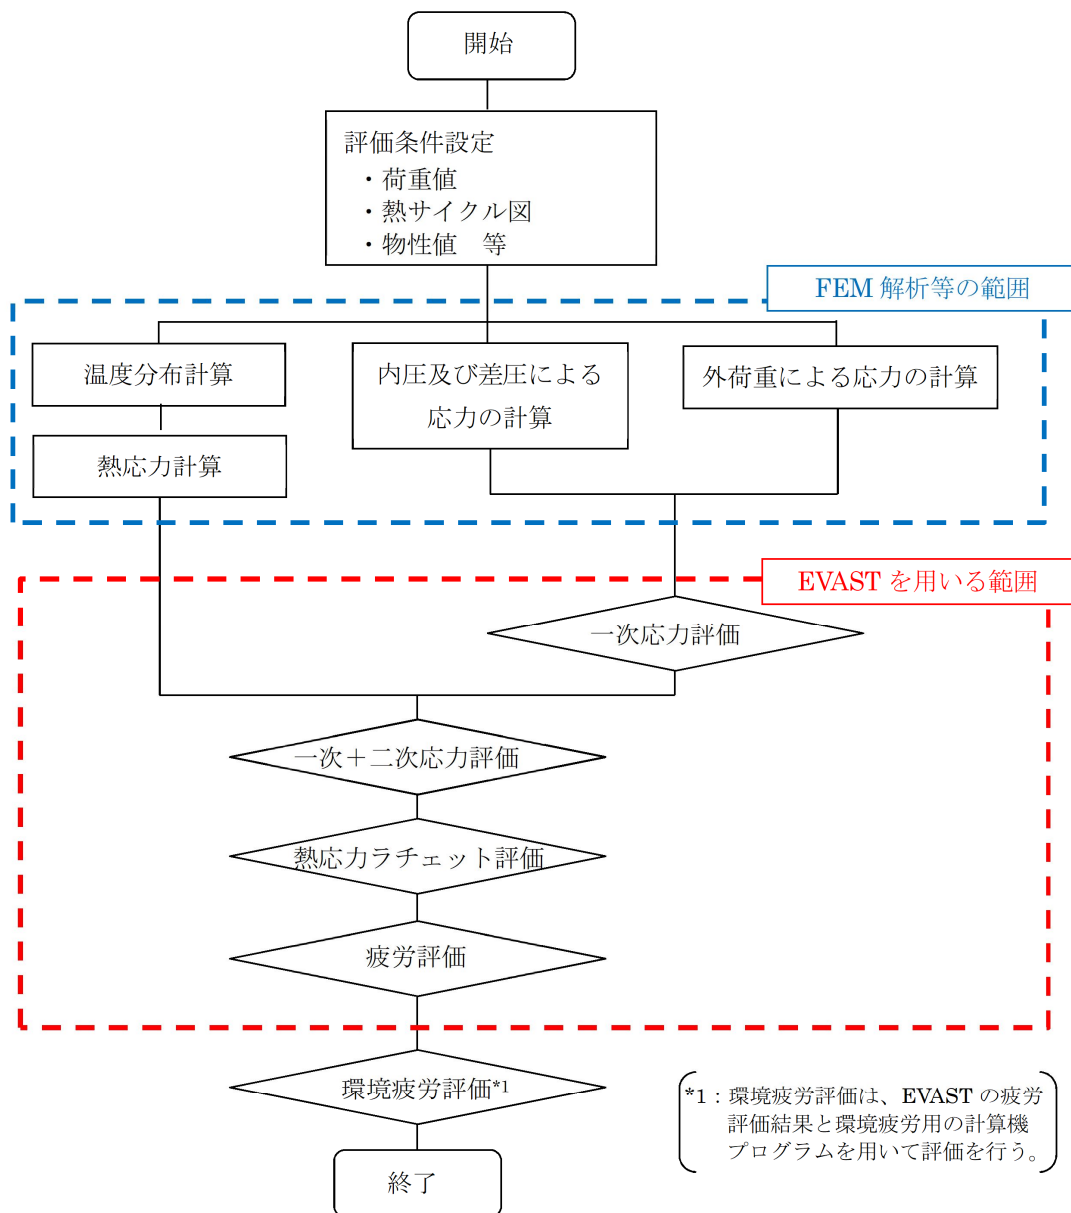 開始
評価条件設定
・荷重値
・熱サイクル図
・物性値　等
FEM 解析等の範囲
温度分布計算
内圧及び差圧による
応力の計算
外荷重による応力の計算
熱応力計算
EVAST を用いる範囲
一次応力評価
一次＋二次応力評価
熱応力ラチェット評価
疲労評価
環境疲労評価*1
*1：環境疲労評価は、EVAST の疲労
評価結果と環境疲労用の計算機
プログラムを用いて評価を行う。
終了